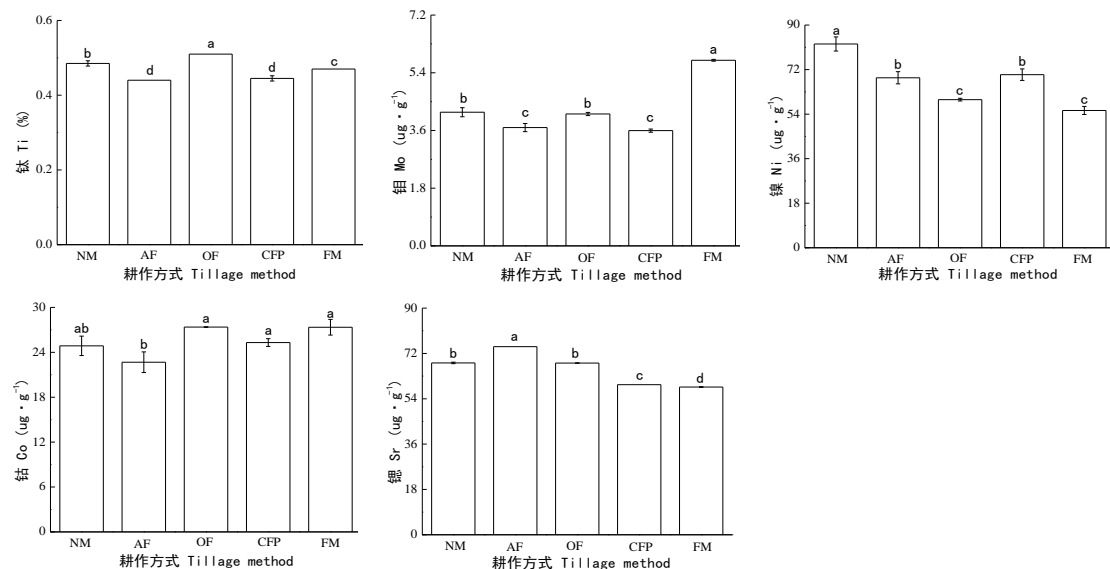 钛 Ti (%)
0.6
0.4
0.2
0.0
b
d
a
d
c
NM AF OF CFP FM
耕作方式 Tillage method
钼 Mo (ug·g⁻¹)
7.2
5.4
3.6
1.8
0.0
b
c
b
c
a
NM AF OF CFP FM
耕作方式 Tillage method
镍 Ni (ug·g⁻¹)
90
72
54
36
18
0
a
b
c
b
c
NM AF OF CFP FM
耕作方式 Tillage method
钴 Co (ug·g⁻¹)
30
24
18
12
6
0
ab
b
a
a
a
NM AF OF CFP FM
耕作方式 Tillage method
锶 Sr (ug·g⁻¹)
90
72
54
36
18
0
b
a
b
c
d
NM AF OF CFP FM
耕作方式 Tillage method